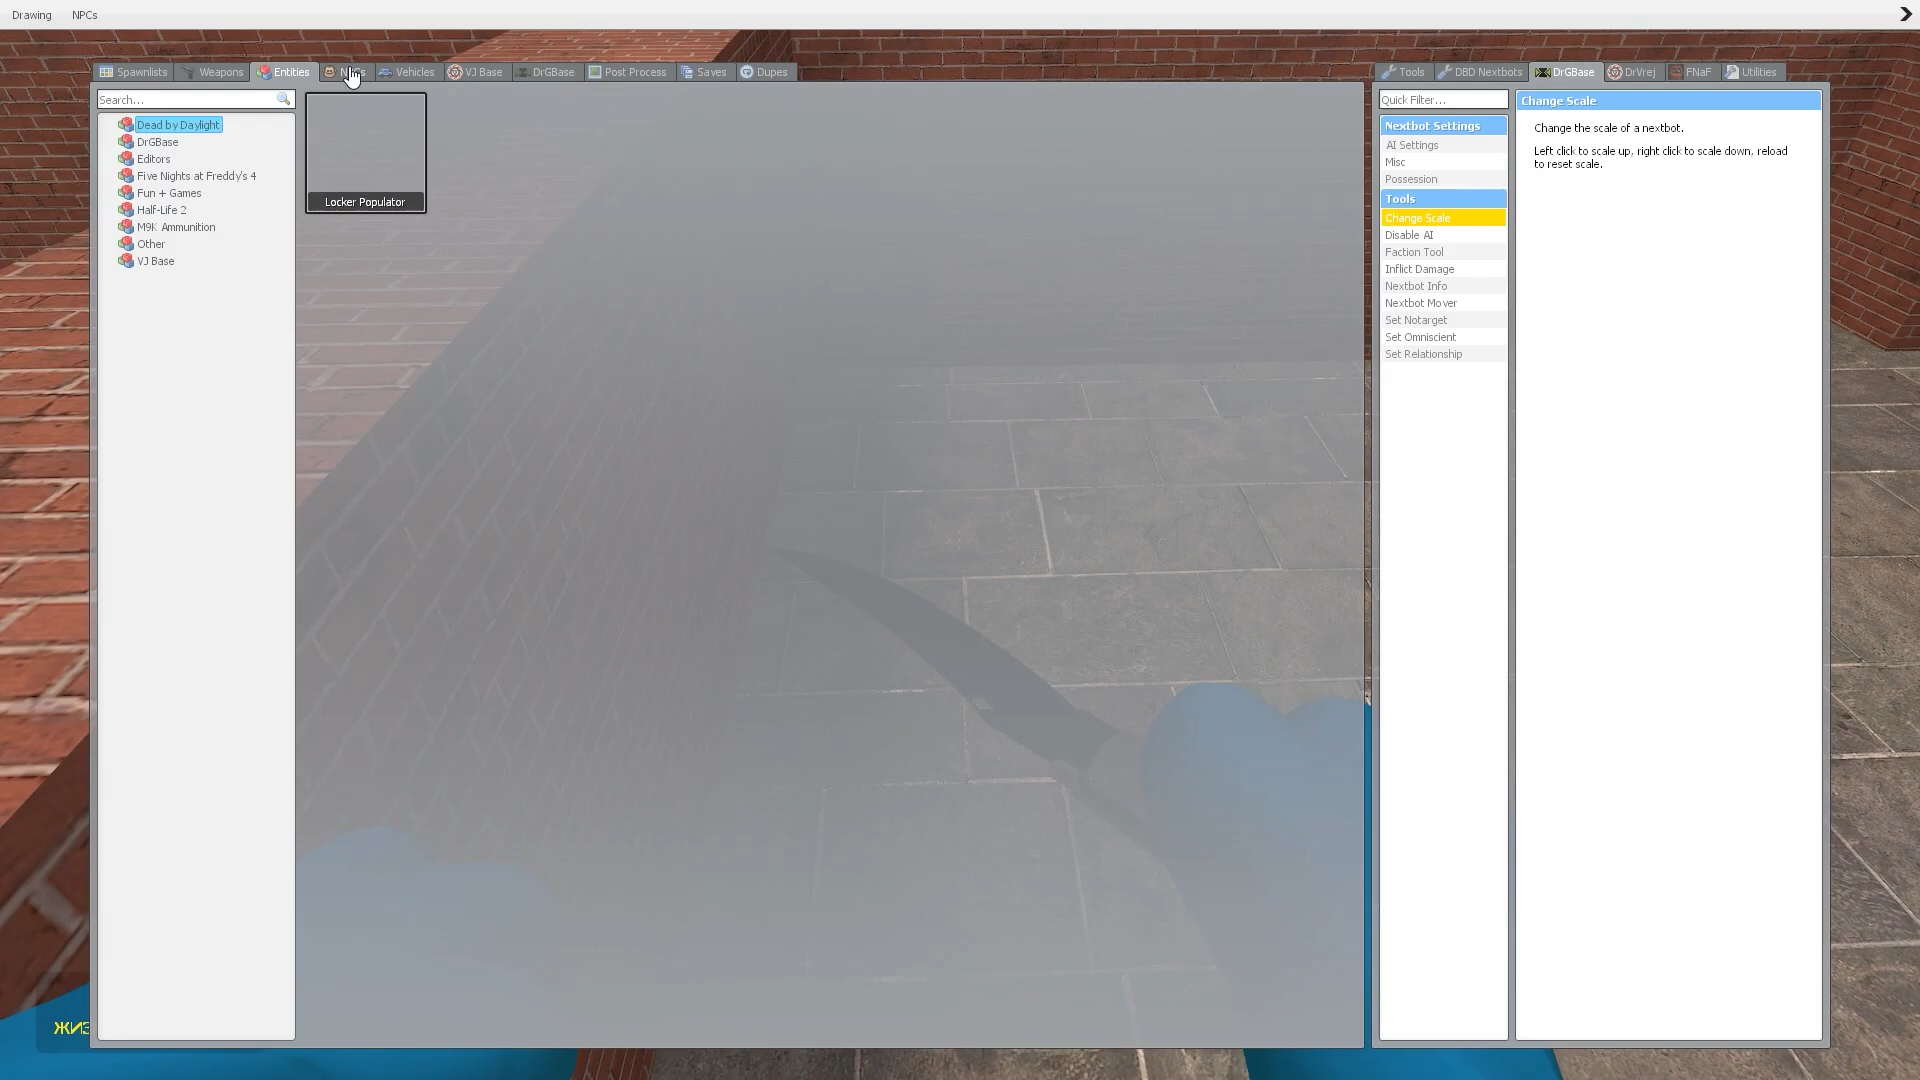 Drawing NPCs
Spawnlists Weapons Entities Vehicles VJ Base DrGBase Post Process Saves Dupes
Tools DBD Nextbots DrGBase DrVrej FNaF Utilities
Search...
Dead by Daylight
DrGBase
Editors
Five Nights at Freddy's 4
Fun + Games
Half-Life 2
M9K Ammunition
Other
VJ Base
Locker Populator
Quick Filter...
Nextbot Settings
AI Settings
Misc
Possession
Tools
Change Scale
Disable AI
Faction Tool
Inflict Damage
Nextbot Info
Nextbot Mover
Set Notarget
Set Omniscient
Set Relationship
Change Scale
Change the scale of a nextbot.
Left click to scale up, right click to scale down, reload
to reset scale.